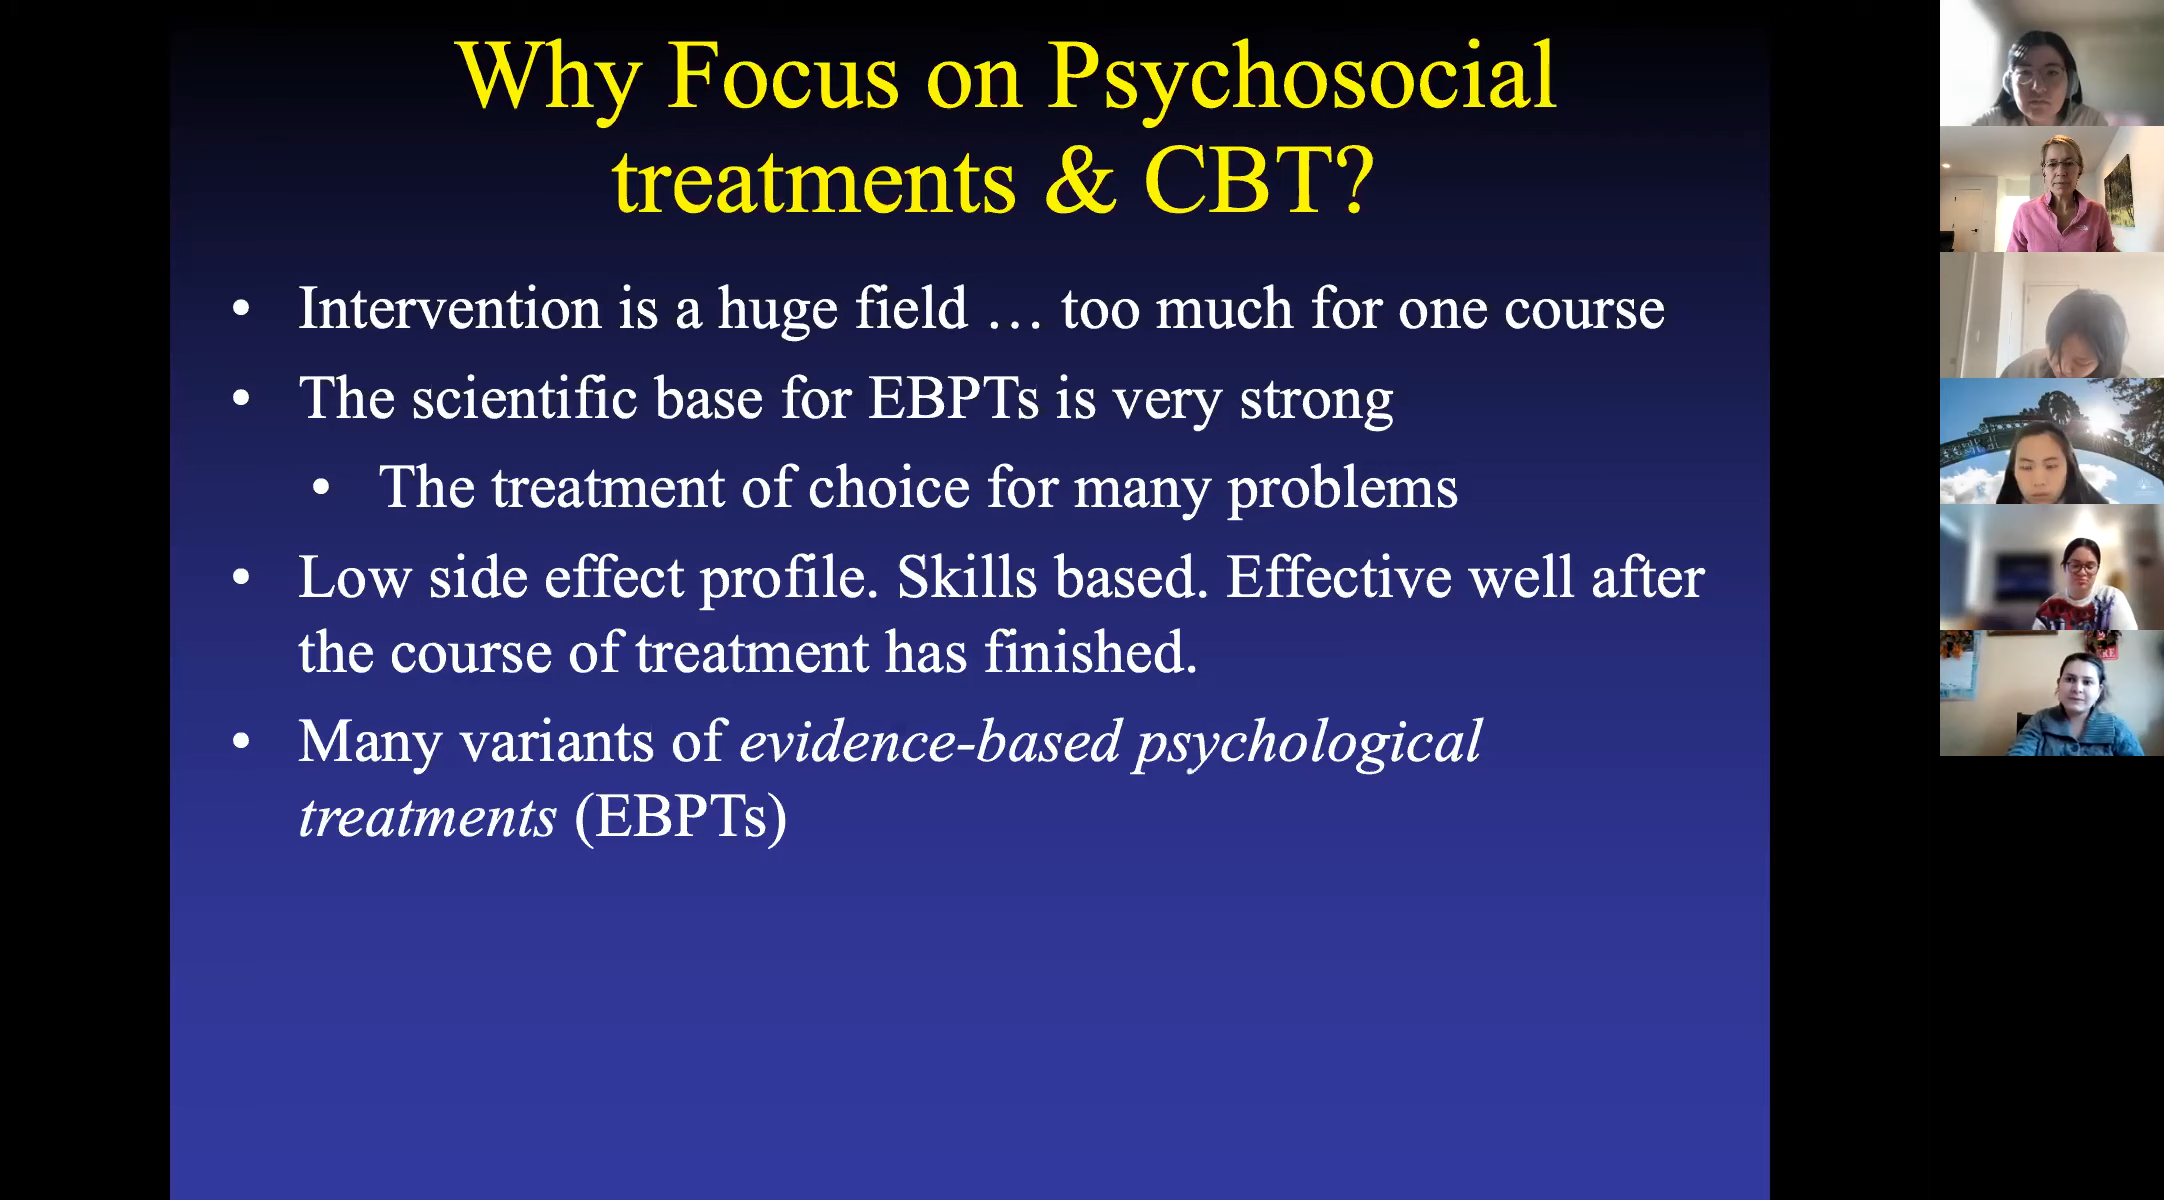 Why Focus on Psychosocial
treatments & CBT?
• Intervention is a huge field … too much for one course
• The scientific base for EBPTs is very strong
• The treatment of choice for many problems
• Low side effect profile. Skills based. Effective well after
the course of treatment has finished.
• Many variants of evidence-based psychological
treatments (EBPTs)